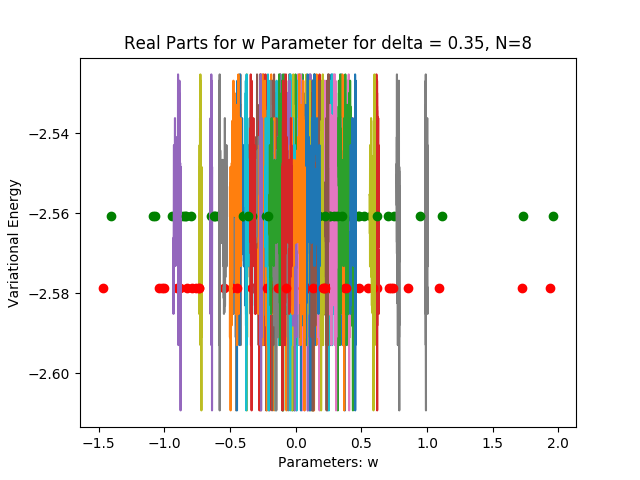 Real Parts for w Parameter for delta = 0.35, N=8
Variational Energy
−2.54
−2.56
−2.58
−2.60
−1.5 −1.0 −0.5 0.0 0.5 1.0 1.5 2.0
Parameters: w